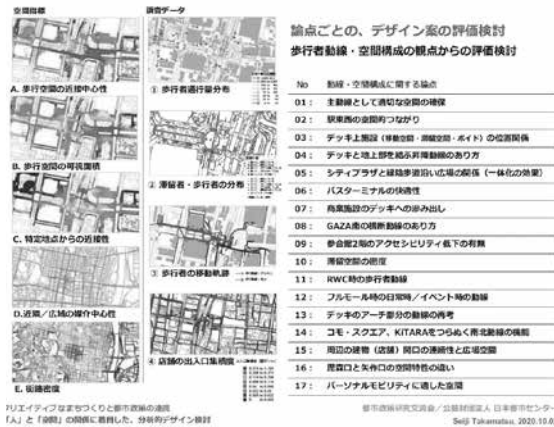 空間指標
調査データ
A. 歩行空間の近接中心性
B. 歩行空間の可視面積
C. 特定地点からの近接性
D.近隣／広域の媒介中心性
E. 街路密度
① 歩行者通行量分布
② 滞留者・歩行者の分布
③ 歩行者の移動軌跡
④ 店舗の出入口集積度
クリエイティブなまちづくりと都市政策の連携
「人」と「空間」の関係に着目した、分析的デザイン検討
論点ごとの、デザイン案の評価検討
歩行者動線・空間構成の観点からの評価検討
No 動線・空間構成に関する論点
01： 主動線として適切な空間の確保
02： 駅東西の空間的つながり
03： デッキ上施設（移動空間・滞留空間・ボイド）の位置関係
04： デッキと地上部を結ぶ昇降動線のあり方
05： シティプラザと緑陰歩道沿い広場の関係（一体化の効果）
06： バスターミナルの快適性
07： 商業施設のデッキへの滲み出し
08： GAZA南の横断動線のあり方
09： 参合館2階のアクセシビリティ低下の有無
10： 滞留空間の密度
11： RWC時の歩行者動線
12： フルモール時の日常時／イベント時の動線
13： デッキのアーチ部分の動線の再考
14： コモ・スクエア、KiTARAをつらぬく南北動線の機能
15： 周辺の建物（店舗）開口の連続性と広場空間
16： 毘森口と矢作口の空間特性の違い
17： パーソナルモビリティに適した空間
都市政策研究交流会／公益財団法人 日本都市センター
Seiji Takamatsu, 2020.10.0